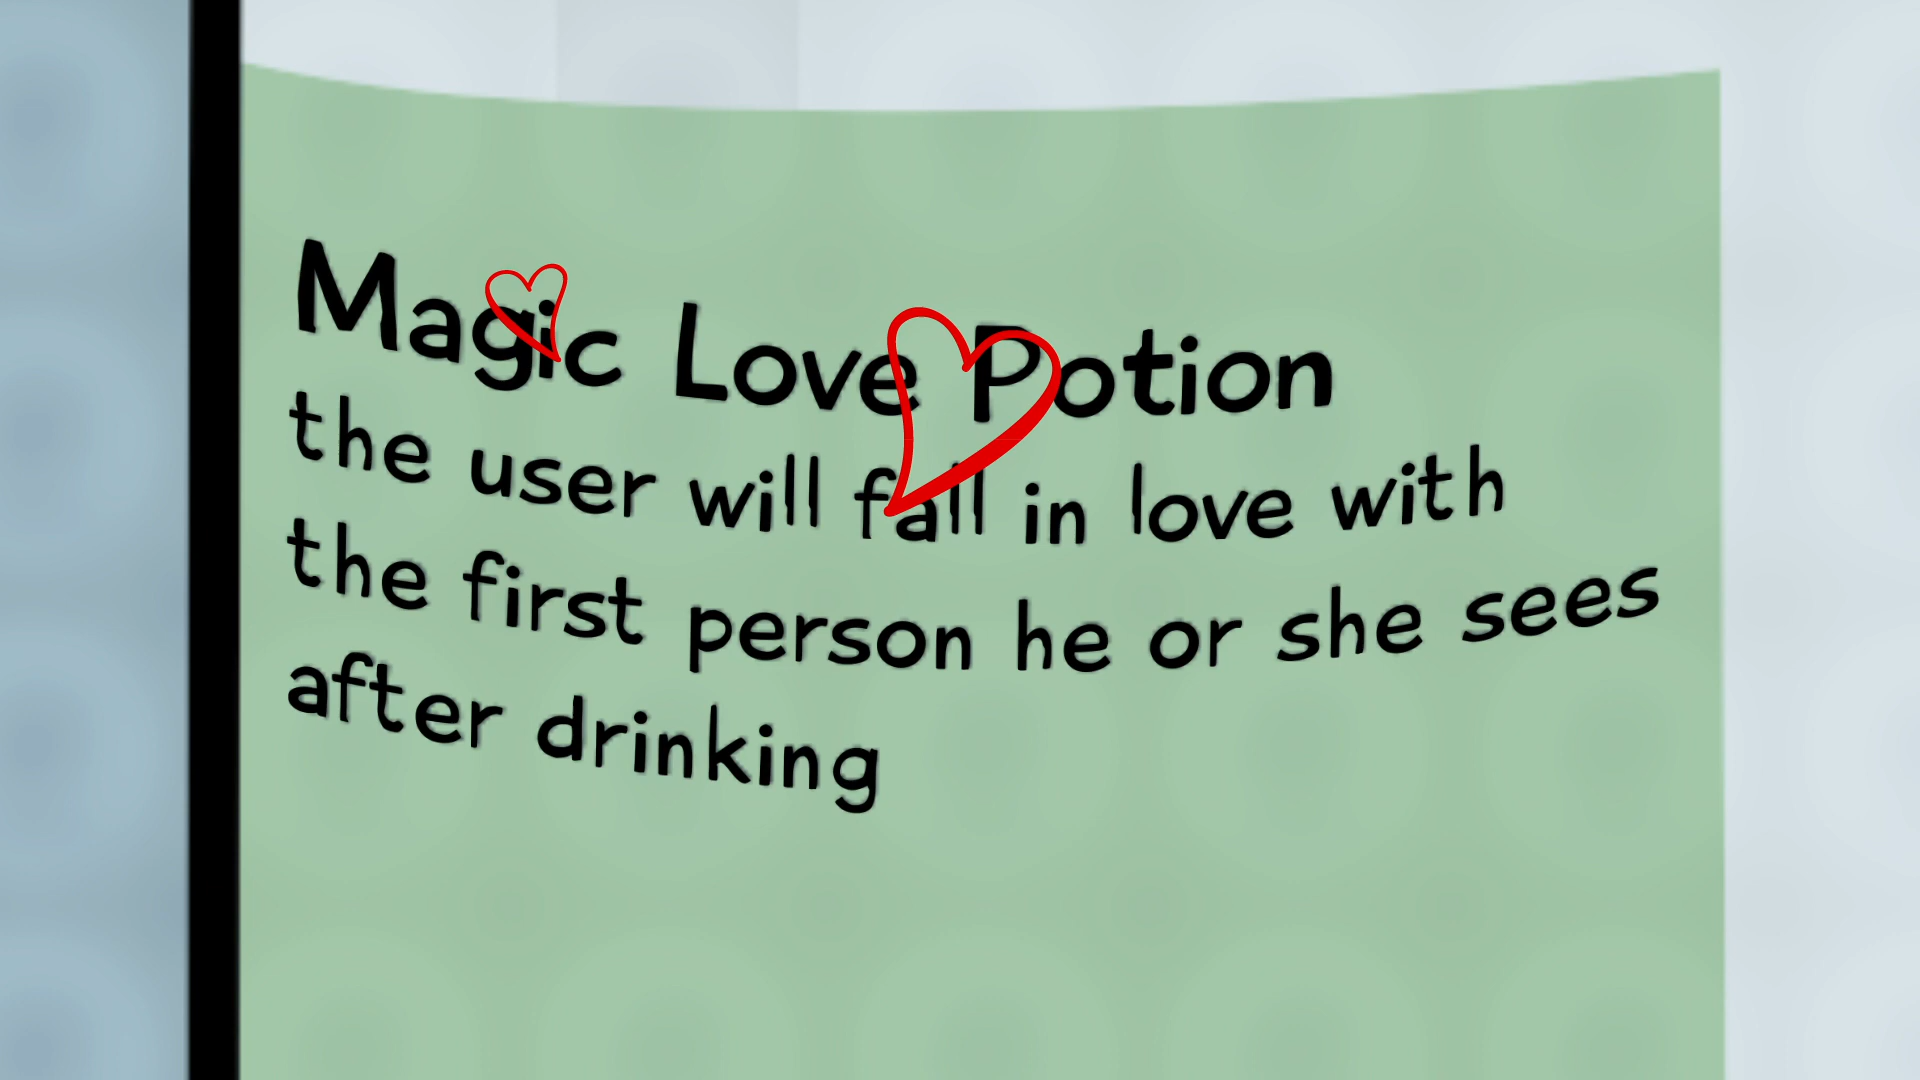 Magic Love Potion
the user will fall in love with
the first person he or she sees
after drinking